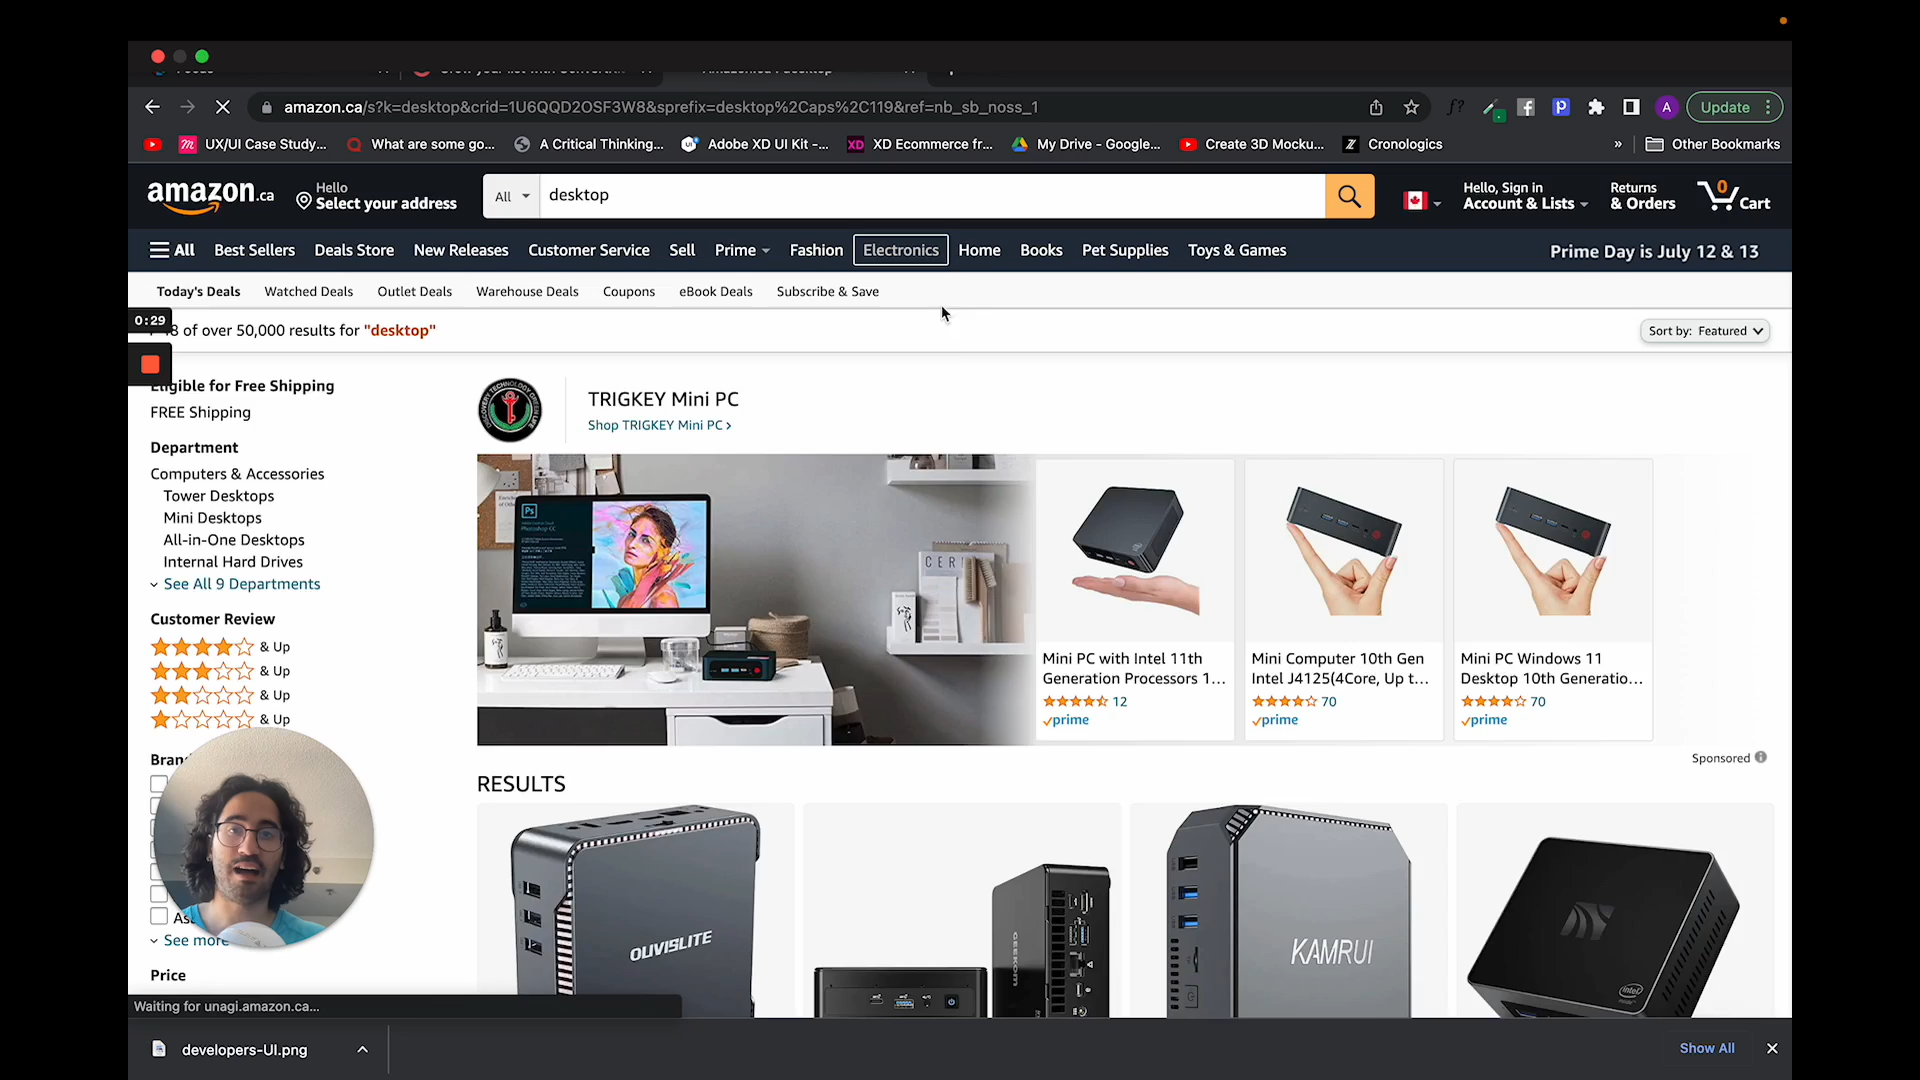 amazon.ca/s?k=desktop&crid=1U6QQD2OSF3W8&sprefix=desktop%2Caps%2C119&ref=nb_sb_noss_1
f?
A
Update
UX/UI Case Study...
What are some go...
A Critical Thinking...
Adobe XD UI Kit -...
XD Ecommerce fr...
My Drive - Google...
Create 3D Mocku...
Cronologics
»
Other Bookmarks
amazon.ca
Hello
Select your address
All
desktop
Hello, Sign in
Account & Lists
Returns
& Orders
0
Cart
All
Best Sellers
Deals Store
New Releases
Customer Service
Sell
Prime
Fashion
Electronics
Home
Books
Pet Supplies
Toys & Games
Prime Day is July 12 & 13
Today's Deals
Watched Deals
Outlet Deals
Warehouse Deals
Coupons
eBook Deals
Subscribe & Save
0:29
of over 50,000 results for "desktop"
Sort by: Featured
Eligible for Free Shipping
FREE Shipping
Department
Computers & Accessories
Tower Desktops
Mini Desktops
All-in-One Desktops
Internal Hard Drives
See All 9 Departments
Customer Review
& Up
& Up
& Up
& Up
See more
Price
TRIGKEY Mini PC
Shop TRIGKEY Mini PC ›
Ps
Mini PC with Intel 11th
Generation Processors 1...
12
prime
Mini Computer 10th Gen
Intel J4125(4Core, Up t...
70
prime
Mini PC Windows 11
Desktop 10th Generatio...
70
prime
Sponsored
RESULTS
OUVISLITE
GEEKOM
KAMRUI
intel
Waiting for unagi.amazon.ca...
developers-UI.png
Show All